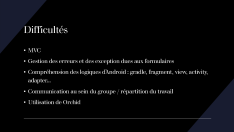 Difficultés
• MVC
• Gestion des erreurs et des exception dues aux formulaires
• Compréhension des logiques d'Android : gradle, fragment, view, activity,
adapter...
• Communication au sein du groupe / répartition du travail
• Utilisation de Orchid